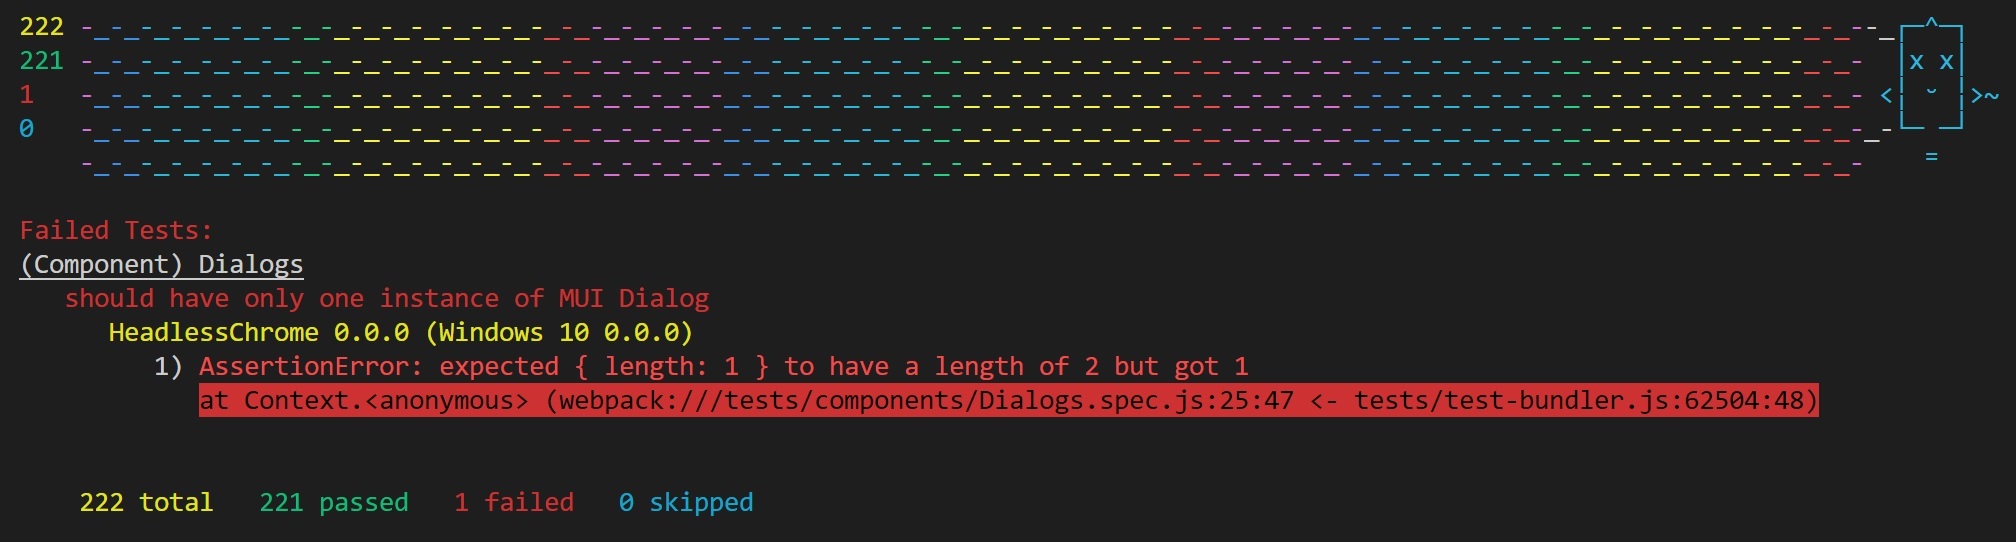 222
221
1
0
Failed Tests:
(Component) Dialogs
should have only one instance of MUI Dialog
HeadlessChrome 0.0.0 (Windows 10 0.0.0)
1) AssertionError: expected { length: 1 } to have a length of 2 but got 1
at Context.<anonymous> (webpack:///tests/components/Dialogs.spec.js:25:47 <- tests/test-bundler.js:62504:48)
222 total 221 passed 1 failed 0 skipped